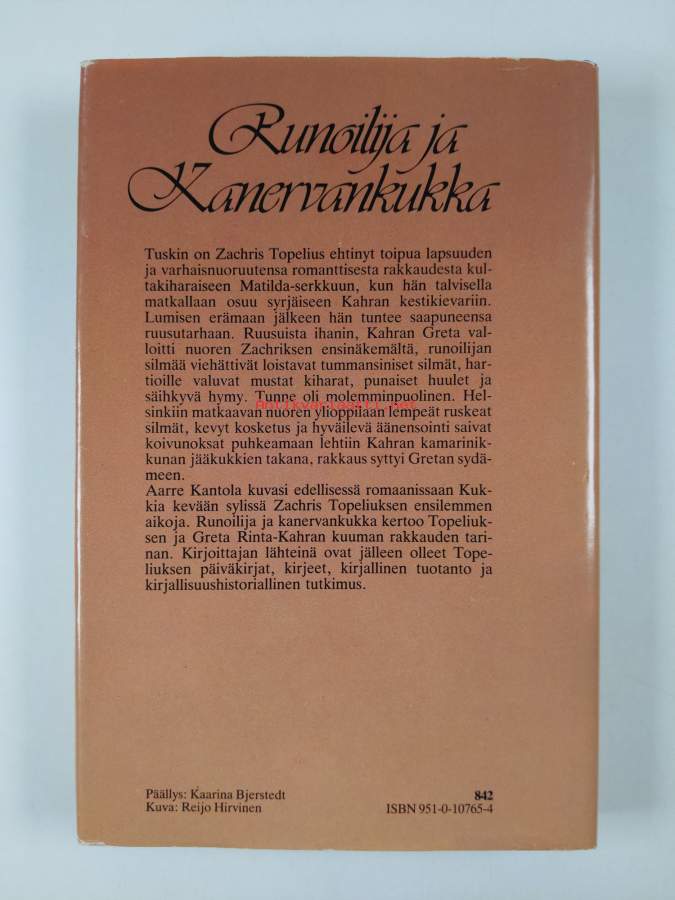 Runoilija ja
Kanervankukka
Tuskin on Zachris Topelius ehtinyt toipua lapsuuden
ja varhaisnuoruutensa romanttisesta rakkaudesta kul-
takiharaiseen Matilda-serkkuun, kun hän talvisella
matkallaan osuu syrjäiseen Kahran kestikievariin.
Lumisen erämaan jälkeen hän tuntee saapuneensa
ruusutarhaan. Ruusuista ihanin, Kahran Greta val-
loitti nuoren Zachriksen ensinäkemältä, runoilijan
silmää viehättivät loistavat tummansiniset silmät, har-
tioille valuvat mustat kiharat, punaiset huulet ja
säihkyvä hymy. Tunne oli molemminpuolinen. Hel-
Antikvariaatti.net
sinkiin matkaavan nuoren ylioppilaan lempeät ruskeat
silmät, kevyt kosketus ja hyväilevä äänensointi saivat
koivunoksat puhkeamaan lehtiin Kahran kamarinik-
kunan jääkukkien takana, rakkaus syttyi Gretan sydä-
meen.
Aarre Kantola kuvasi edellisessä romaanissaan Kuk-
kia kevään sylissä Zachris Topeliuksen ensilemmen
aikoja. Runoilija ja kanervankukka kertoo Topeliuk-
sen ja Greta Rinta-Kahran kuuman rakkauden tari-
nan. Kirjoittajan lähteinä ovat jälleen olleet Tope-
liuksen päiväkirjat, kirjeet, kirjallinen tuotanto ja
kirjallisuushistoriallinen tutkimus.
Päällys: Kaarina Bjerstedt
Kuva: Reijo Hirvinen
842
ISBN 951-0-10765-4